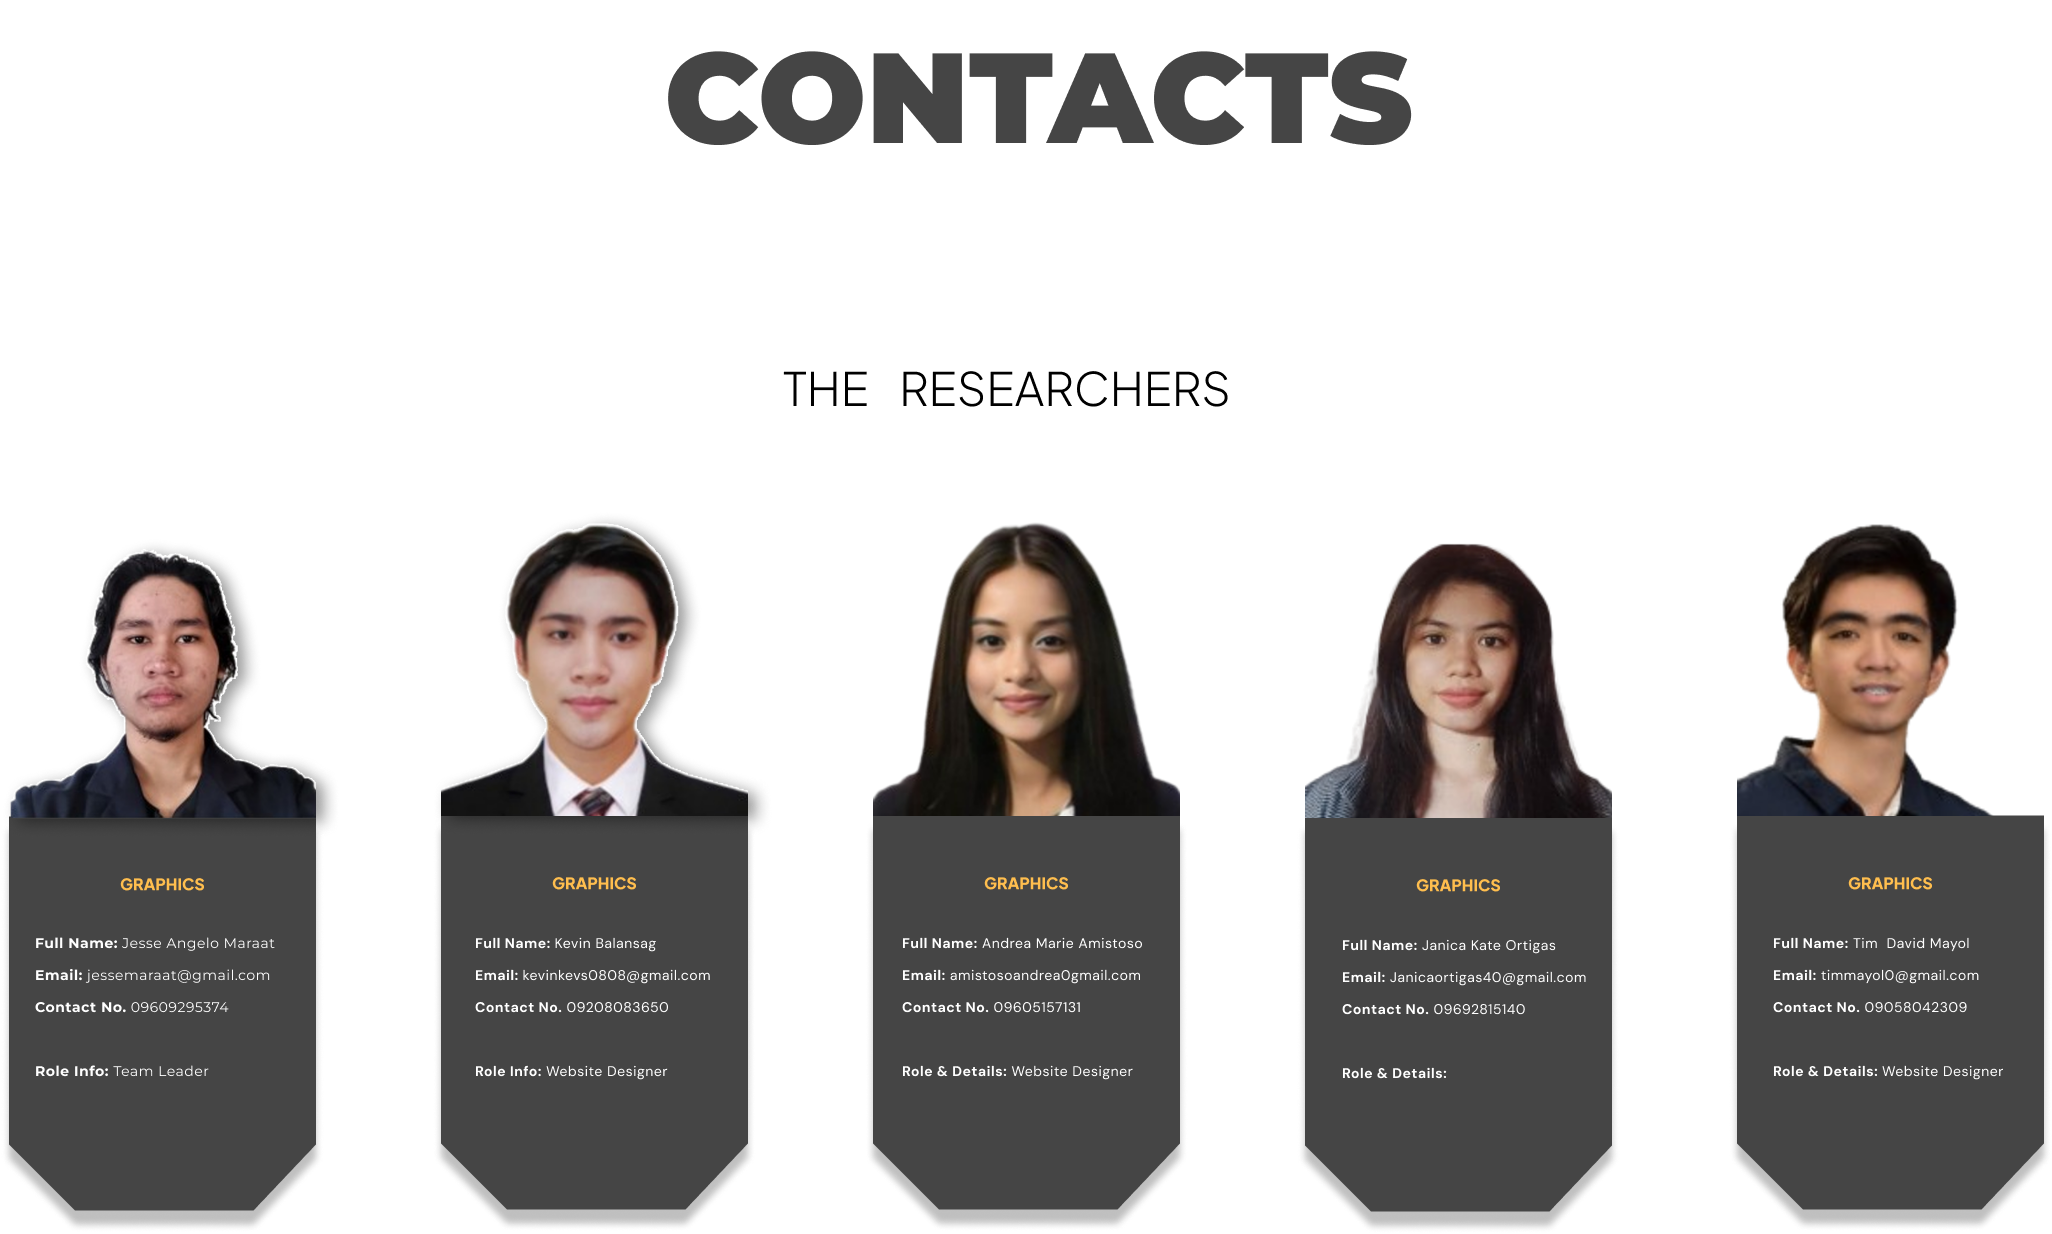 CONTACTS
THE RESEARCHERS
GRAPHICS
Full Name: Jesse Angelo Maraat
Email: jessemaraat@gmail.com
Contact No. 09609295374
Role Info: Team Leader
GRAPHICS
Full Name: Kevin Balansag
Email: kevinkevs0808@gmail.com
Contact No. 09208083650
Role Info: Website Designer
GRAPHICS
Full Name: Andrea Marie Amistoso
Email: amistosoandrea0gmail.com
Contact No. 09605157131
Role & Details: Website Designer
GRAPHICS
Full Name: Janica Kate Ortigas
Email: Janicaortigas40@gmail.com
Contact No. 09692815140
Role & Details:
GRAPHICS
Full Name: Tim David Mayol
Email: timmayol0@gmail.com
Contact No. 09058042309
Role & Details: Website Designer